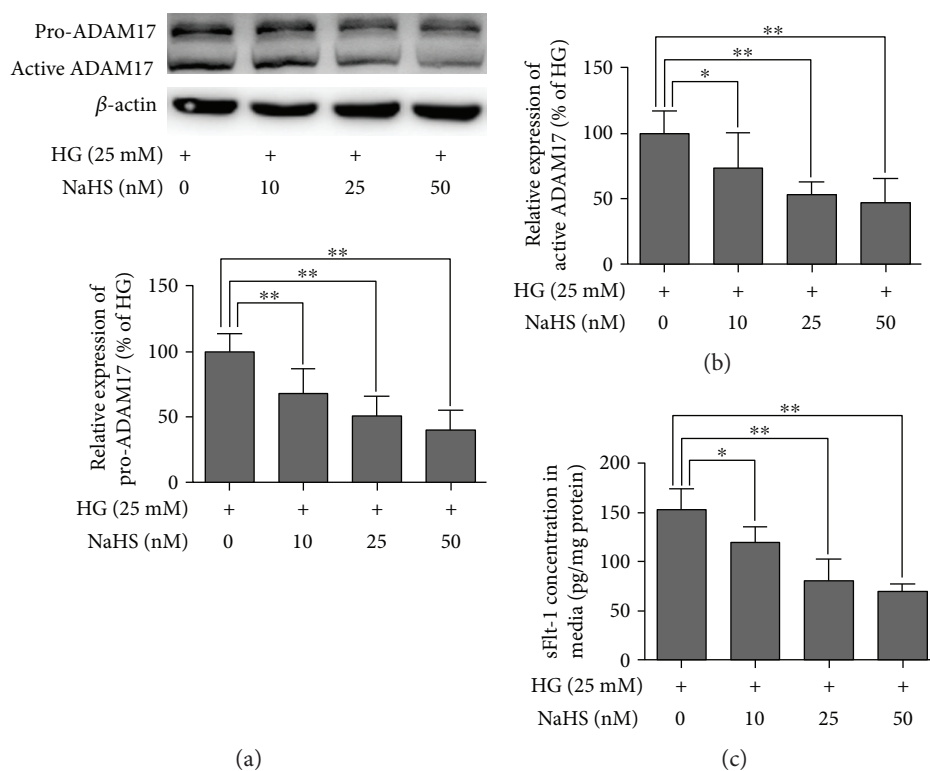 Pro-ADAM17
Active ADAM17
β-actin
HG (25 mM) + + + +
NaHS (nM) 0 10 25 50
Relative expression of
pro-ADAM17 (% of HG)
150
100
50
0
**
**
**
HG (25 mM) + + + +
NaHS (nM) 0 10 25 50
(a)
Relative expression of
active ADAM17 (% of HG)
150
100
50
0
**
**
*
HG (25 mM) + + + +
NaHS (nM) 0 10 25 50
(b)
sFlt-1 concentration in
media (pg/mg protein)
200
150
100
50
0
**
**
*
HG (25 mM) + + + +
NaHS (nM) 0 10 25 50
(c)